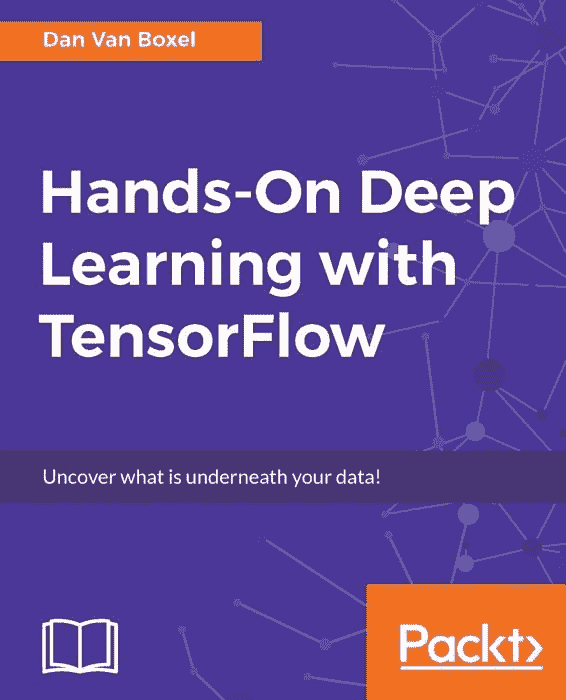 Dan Van Boxel
Hands-On Deep
Learning with
TensorFlow
Uncover what is underneath your data!
Packt>